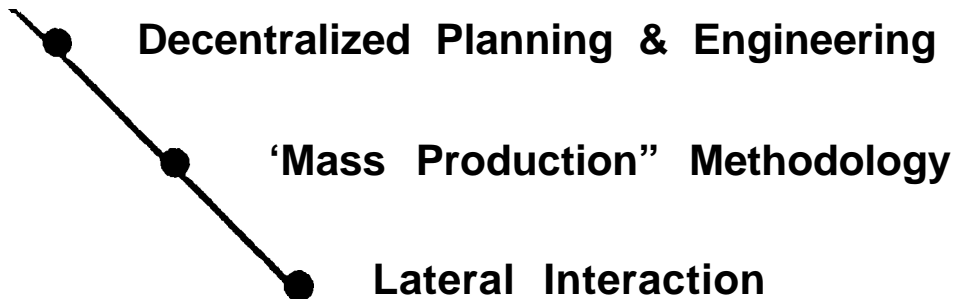 Decentralized Planning & Engineering
‘Mass Production” Methodology
Lateral Interaction